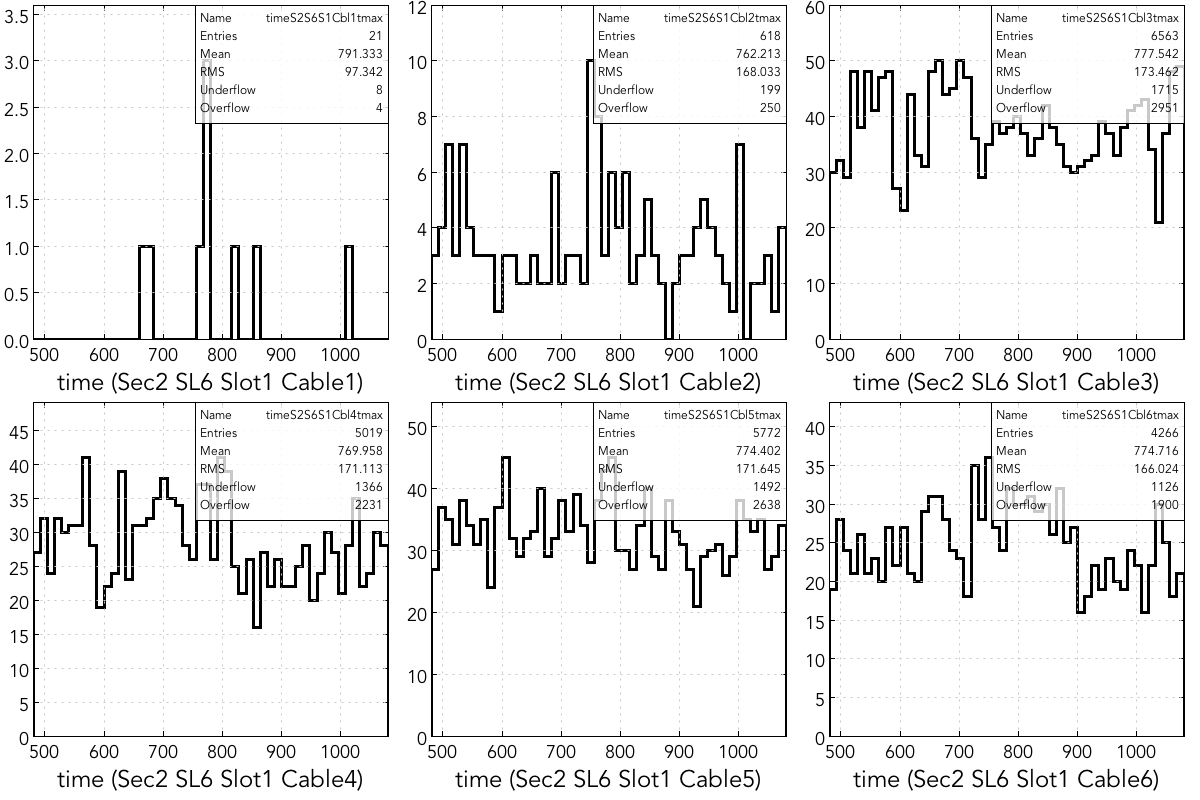 3.5
3.0
2.5
2.0
1.5
1.0
0.5
0.0
500 600 700 800 900 1000
Name timeS2S6S1Cbl1tmax
Entries 21
Mean 791.333
RMS 97.342
Underflow 8
Overflow 4
time (Sec2 SL6 Slot1 Cable1)
12
10
8
6
4
2
0
500 600 700 800 900 1000
Name timeS2S6S1Cbl2tmax
Entries 618
Mean 762.213
RMS 168.033
Underflow 199
Overflow 250
time (Sec2 SL6 Slot1 Cable2)
60
50
40
30
20
10
0
500 600 700 800 900 1000
Name timeS2S6S1Cbl3tmax
Entries 6563
Mean 777.542
RMS 173.462
Underflow 1715
Overflow 2951
time (Sec2 SL6 Slot1 Cable3)
45
40
35
30
25
20
15
10
5
0
500 600 700 800 900 1000
Name timeS2S6S1Cbl4tmax
Entries 5019
Mean 769.958
RMS 171.113
Underflow 1366
Overflow 2231
time (Sec2 SL6 Slot1 Cable4)
50
40
30
20
10
0
500 600 700 800 900 1000
Name timeS2S6S1Cbl5tmax
Entries 5772
Mean 774.402
RMS 171.645
Underflow 1492
Overflow 2638
time (Sec2 SL6 Slot1 Cable5)
40
35
30
25
20
15
10
5
0
500 600 700 800 900 1000
Name timeS2S6S1Cbl6tmax
Entries 4266
Mean 774.716
RMS 166.024
Underflow 1126
Overflow 1900
time (Sec2 SL6 Slot1 Cable6)